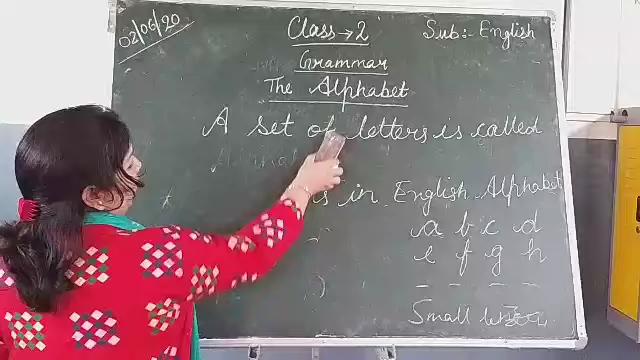 02/06/20
Class → 2
Sub:- English
Grammar
The Alphabet
A set of letters is called
in English Alphabet
a b c d
e f g h
Small